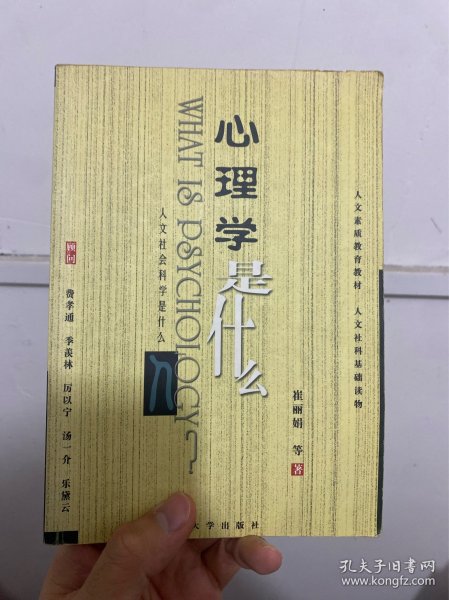 心理学是什么
WHAT IS PSYCHOLOGY?
人文社会科学是什么
人文素质教育教材 人文社科基础读物
崔丽娟 等 著
顾问 费孝通 季羡林 厉以宁 汤一介 乐黛云
大学出版社
孔夫子旧书网
www.kongfz.com